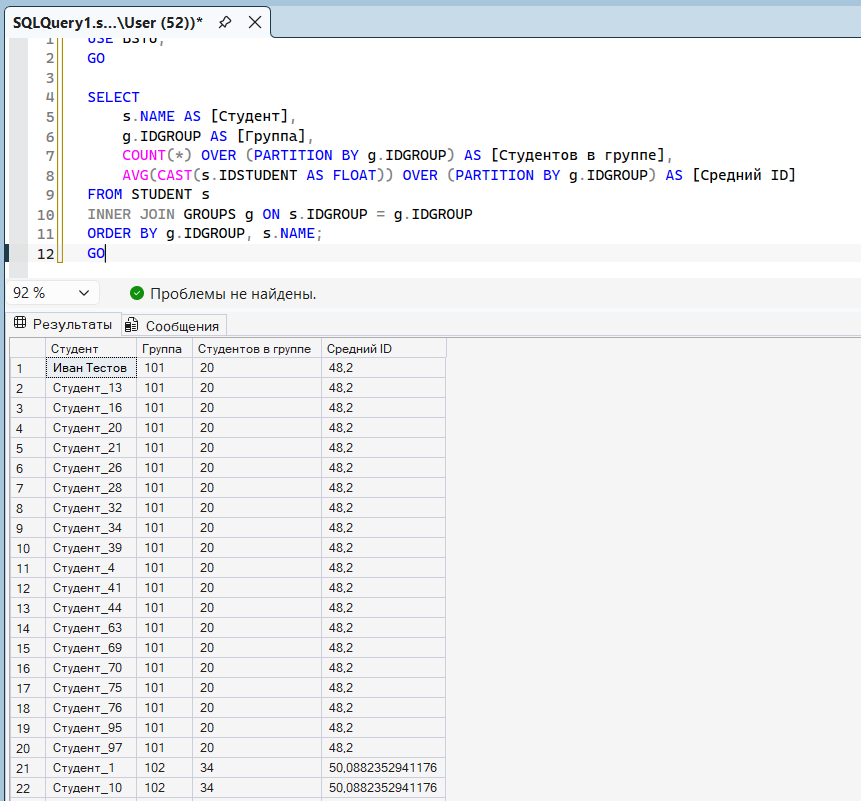 SQLQuery1.s...\User (52))*
1 USE BSTU;
2 GO
3
4 SELECT
5 s.NAME AS [Студент],
6 g.IDGROUP AS [Группа],
7 COUNT(*) OVER (PARTITION BY g.IDGROUP) AS [Студентов в группе],
8 AVG(CAST(s.IDSTUDENT AS FLOAT)) OVER (PARTITION BY g.IDGROUP) AS [Средний ID]
9 FROM STUDENT s
10 INNER JOIN GROUPS g ON s.IDGROUP = g.IDGROUP
11 ORDER BY g.IDGROUP, s.NAME;
12 GO
92 % Проблемы не найдены.
Результаты Сообщения
Студент Группа Студентов в группе Средний ID
1 Иван Тестов 101 20 48,2
2 Студент_13 101 20 48,2
3 Студент_16 101 20 48,2
4 Студент_20 101 20 48,2
5 Студент_21 101 20 48,2
6 Студент_26 101 20 48,2
7 Студент_28 101 20 48,2
8 Студент_32 101 20 48,2
9 Студент_34 101 20 48,2
10 Студент_39 101 20 48,2
11 Студент_4 101 20 48,2
12 Студент_41 101 20 48,2
13 Студент_44 101 20 48,2
14 Студент_63 101 20 48,2
15 Студент_69 101 20 48,2
16 Студент_70 101 20 48,2
17 Студент_75 101 20 48,2
18 Студент_76 101 20 48,2
19 Студент_95 101 20 48,2
20 Студент_97 101 20 48,2
21 Студент_1 102 34 50,0882352941176
22 Студент_10 102 34 50,0882352941176